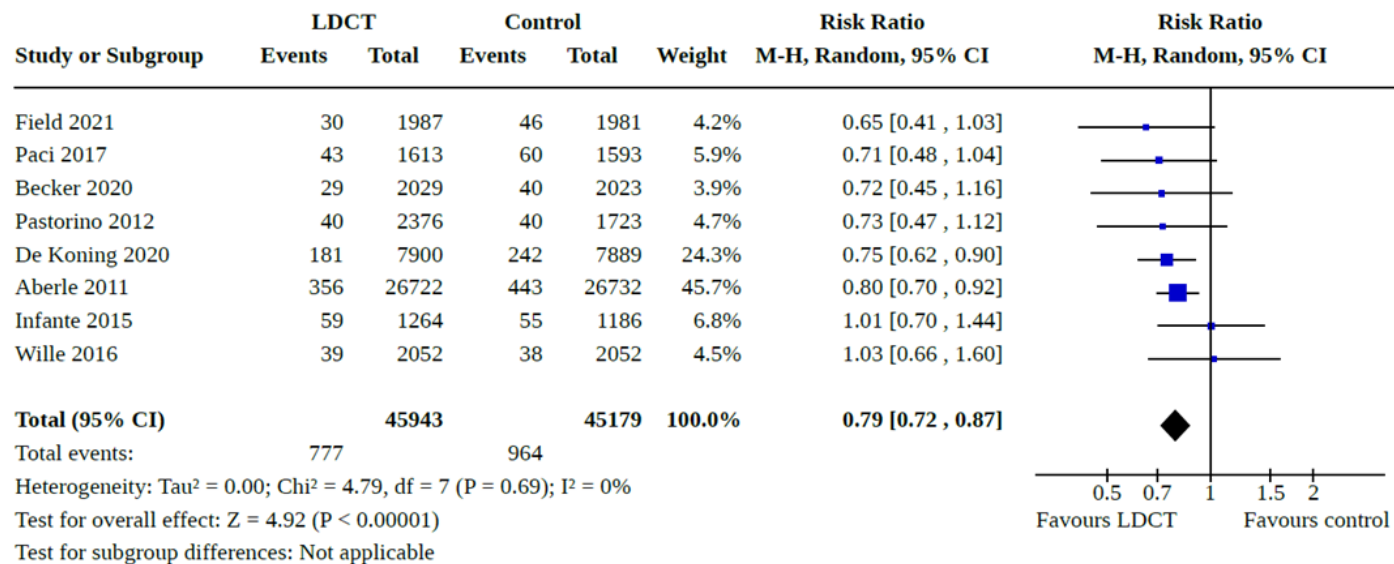 LDCT Control Risk Ratio Risk Ratio
Study or Subgroup Events Total Events Total Weight M-H, Random, 95% CI M-H, Random, 95% CI
Field 2021 30 1987 46 1981 4.2% 0.65 [0.41 , 1.03]
Paci 2017 43 1613 60 1593 5.9% 0.71 [0.48 , 1.04]
Becker 2020 29 2029 40 2023 3.9% 0.72 [0.45 , 1.16]
Pastorino 2012 40 2376 40 1723 4.7% 0.73 [0.47 , 1.12]
De Koning 2020 181 7900 242 7889 24.3% 0.75 [0.62 , 0.90]
Aberle 2011 356 26722 443 26732 45.7% 0.80 [0.70 , 0.92]
Infante 2015 59 1264 55 1186 6.8% 1.01 [0.70 , 1.44]
Wille 2016 39 2052 38 2052 4.5% 1.03 [0.66 , 1.60]
Total (95% CI) 45943 45179 100.0% 0.79 [0.72 , 0.87]
Total events: 777 964
Heterogeneity: Tau² = 0.00; Chi² = 4.79, df = 7 (P = 0.69); I² = 0%
0.5 0.7 1 1.5 2
Test for overall effect: Z = 4.92 (P < 0.00001)
Favours LDCT Favours control
Test for subgroup differences: Not applicable